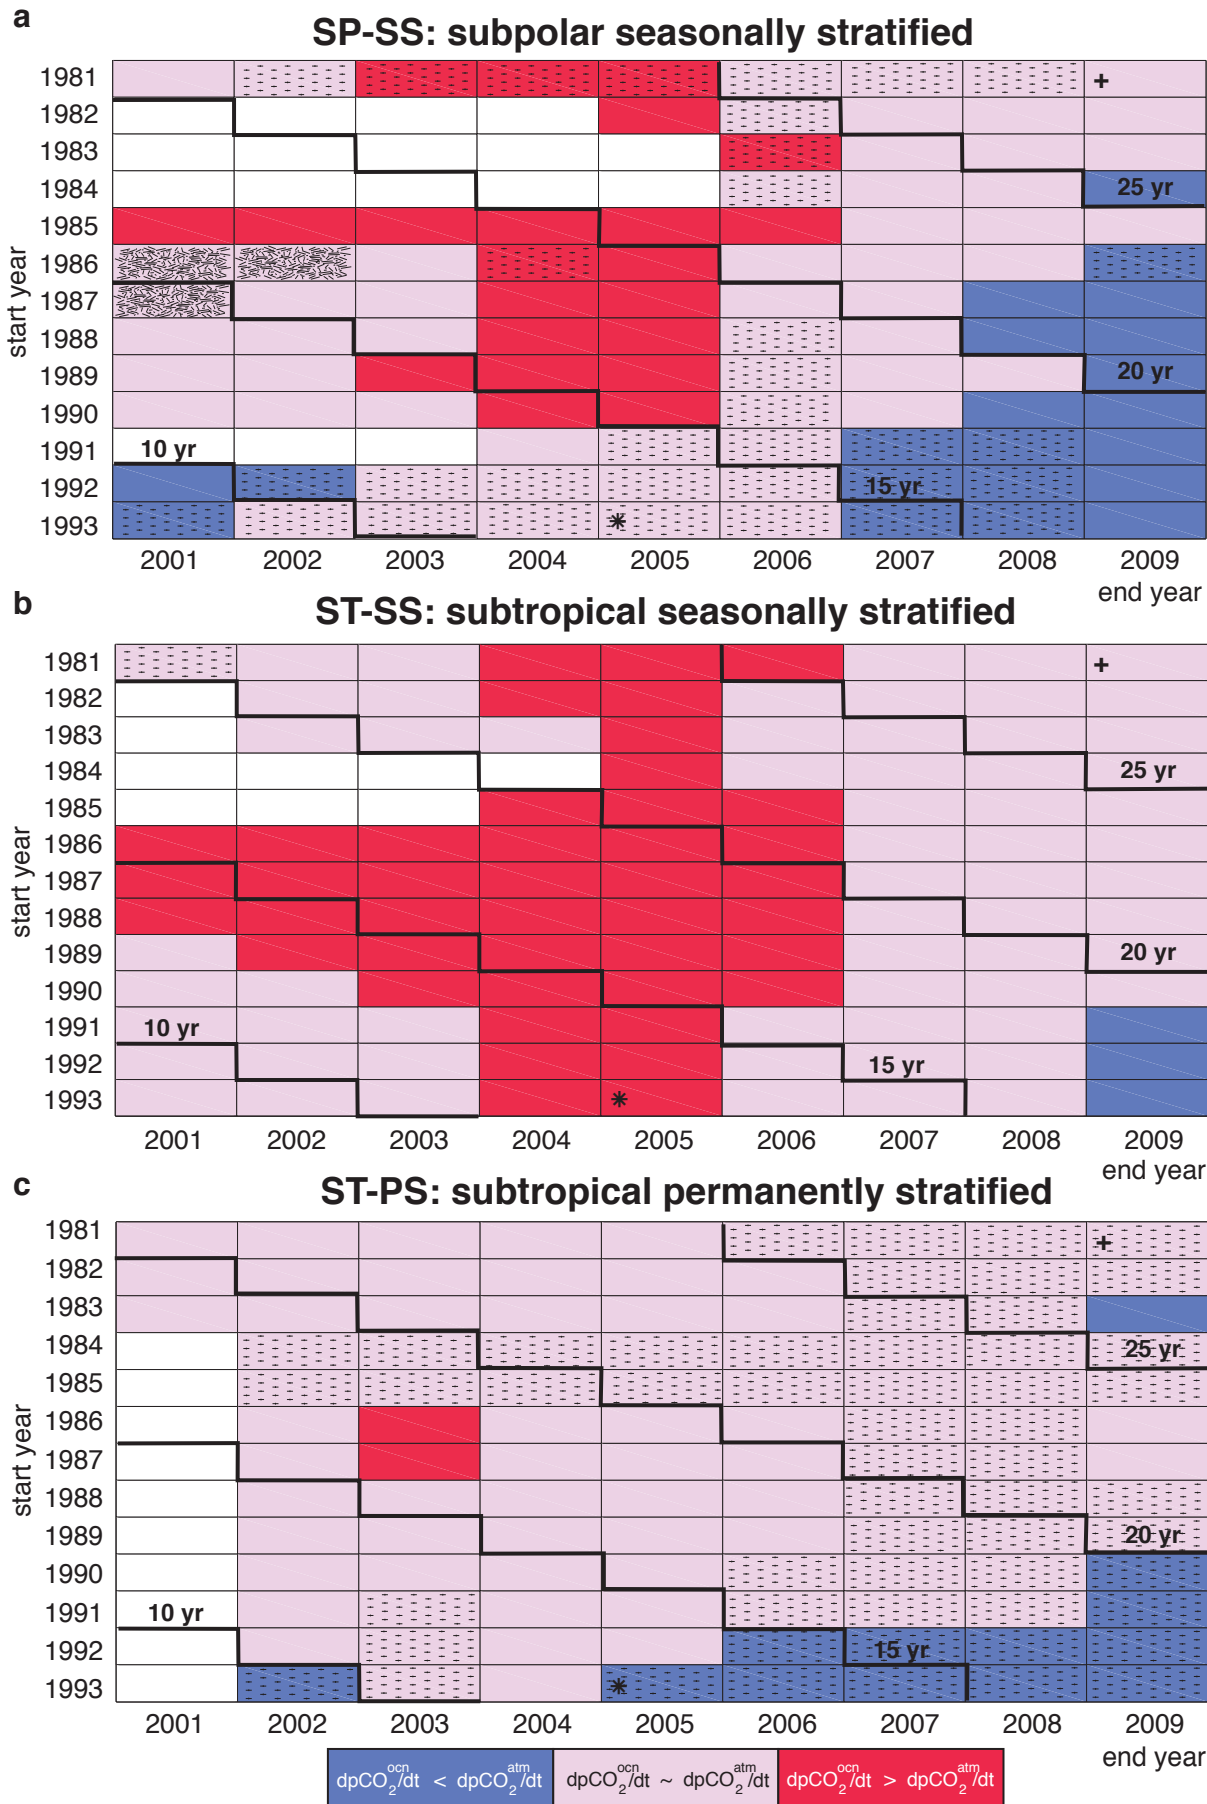 a
SP-SS: subpolar seasonally stratified
start year
1981
+
1982
1983
1984
25 yr
1985
1986
1987
1988
1989
20 yr
1990
1991
10 yr
1992
15 yr
1993
*
2001 2002 2003 2004 2005 2006 2007 2008 2009
end year
b
ST-SS: subtropical seasonally stratified
start year
1981
+
1982
1983
1984
25 yr
1985
1986
1987
1988
1989
20 yr
1990
1991
10 yr
1992
15 yr
1993
*
2001 2002 2003 2004 2005 2006 2007 2008 2009
end year
c
ST-PS: subtropical permanently stratified
start year
1981
+
1982
1983
1984
25 yr
1985
1986
1987
1988
1989
20 yr
1990
1991
10 yr
1992
15 yr
1993
*
2001 2002 2003 2004 2005 2006 2007 2008 2009
end year
dpCO₂ᵒᶜⁿ/dt < dpCO₂ᵃᵗᵐ/dt
dpCO₂ᵒᶜⁿ/dt ~ dpCO₂ᵃᵗᵐ/dt
dpCO₂ᵒᶜⁿ/dt > dpCO₂ᵃᵗᵐ/dt